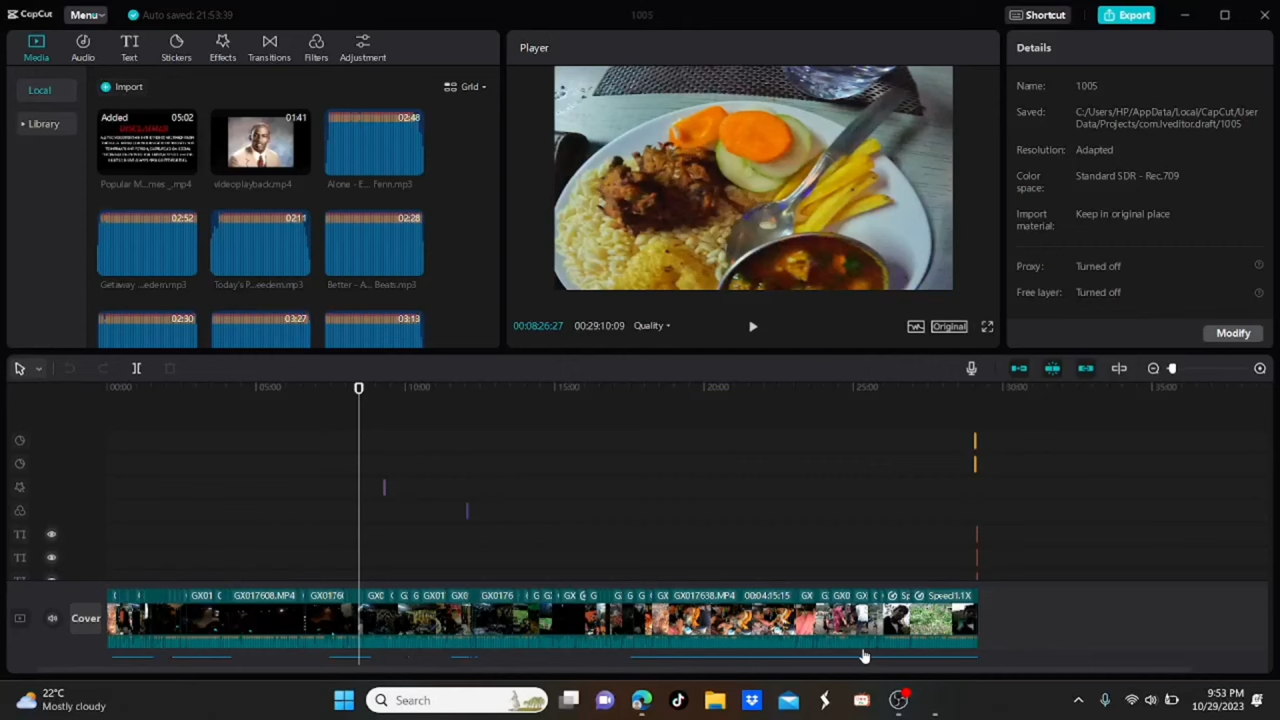 CapCut
Menu
Auto saved: 21:53:39
1005
Shortcut
Export
Media
Audio
Text
Stickers
Effects
Transitions
Filters
Adjustment
Local
Library
Import
Grid
Added 05:02
01:41
02:48
Popular M...mes _.mp4
videoplayback.mp4
Alone - E... Fenn.mp3
02:52
02:11
02:28
Getaway ...edem.mp3
Today's P...eedem.mp3
Better - A... Beats.mp3
02:30
03:27
03:13
Player
00:08:26:27
00:29:10:09
Quality
Original
Details
Name: 1005
Saved: C:/Users/HP/AppData/Local/CapCut/User
Data/Projects/com.lveditor.draft/1005
Resolution: Adapted
Color
space: Standard SDR - Rec.709
Import
material: Keep in original place
Proxy: Turned off
Free layer: Turned off
Modify
00:00 05:00 10:00 15:00 20:00 25:00 30:00 35:00
TI
TI
GX01 GX017608.MP4 GX0176 GX0 GX01 GX0 GX0176 GX GX017638.MP4 00:04:15:15 GX GX0 GX Sp Speed1.1X
Cover
22°C
Mostly cloudy
Search
9:53 PM
10/29/2023